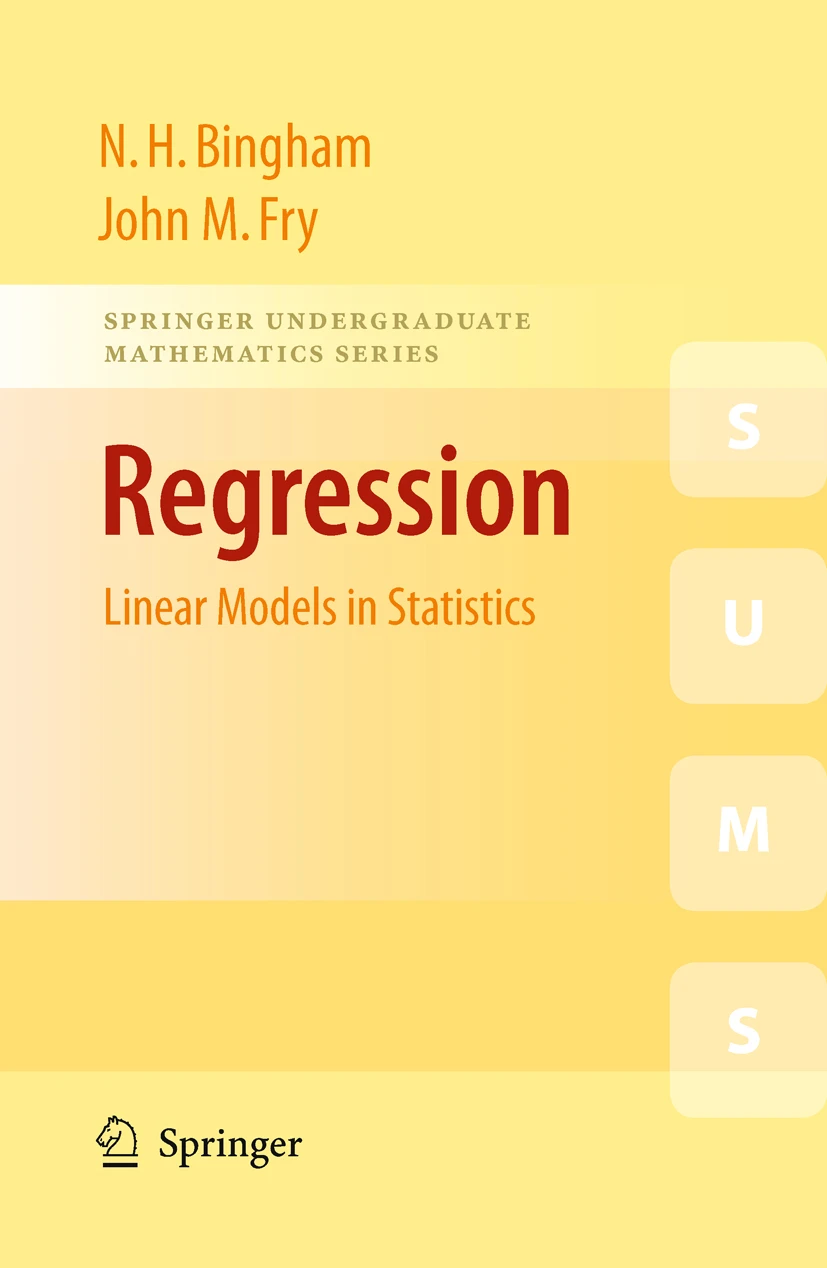 N. H. Bingham
John M. Fry
SPRINGER UNDERGRADUATE
MATHEMATICS SERIES
Regression
Linear Models in Statistics
S
U
M
S
Springer